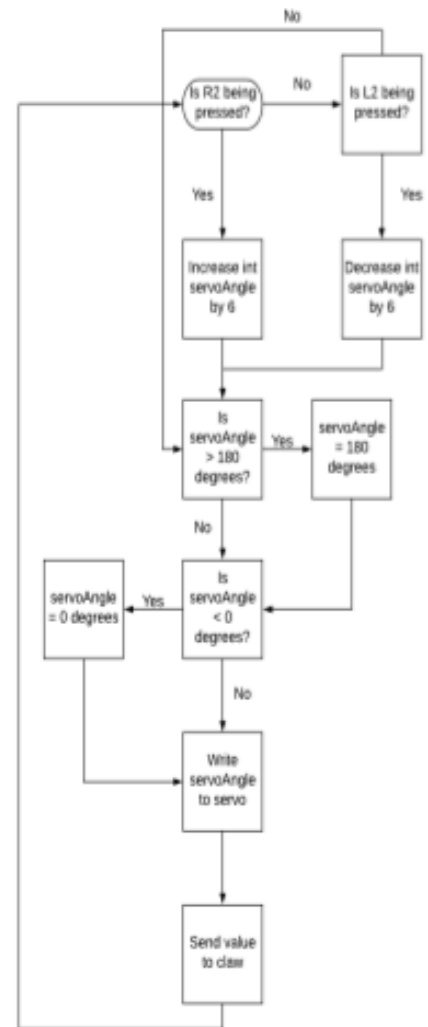 No
Is R2 being
pressed?
No
Is L2 being
pressed?
Yes
Yes
Increase int
servoAngle
by 6
Decrease int
servoAngle
by 6
Is
servoAngle
> 180
degrees?
Yes
servoAngle
= 180
degrees
No
servoAngle
= 0 degrees
Yes
Is
servoAngle
< 0
degrees?
No
Write
servoAngle
to servo
Send value
to claw